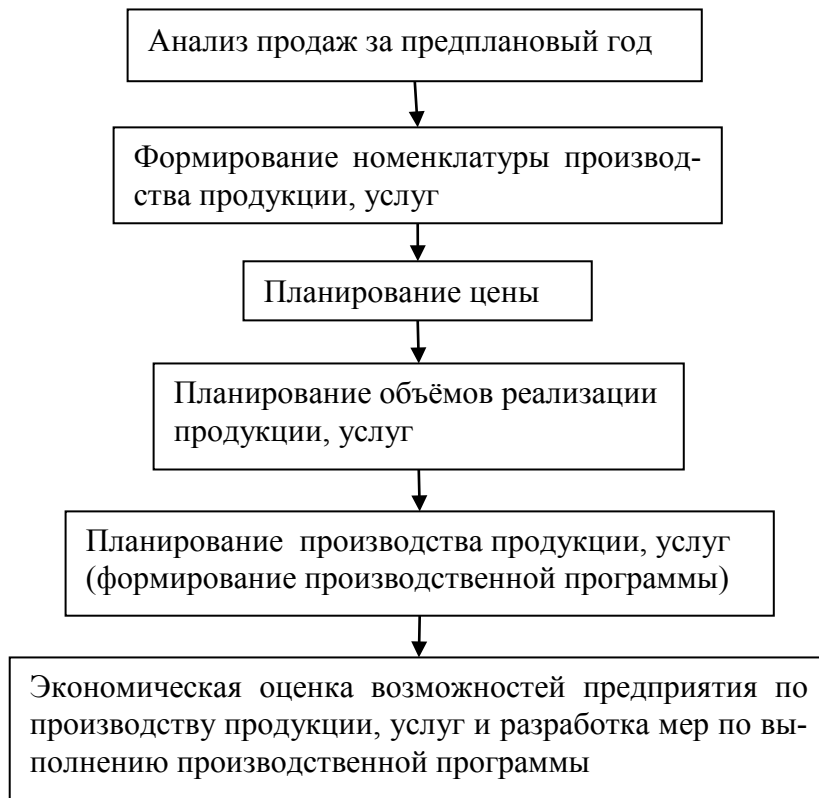 Анализ продаж за предплановый год
Формирование номенклатуры производ-
ства продукции, услуг
Планирование цены
Планирование объёмов реализации
продукции, услуг
Планирование производства продукции, услуг
(формирование производственной программы)
Экономическая оценка возможностей предприятия по
производству продукции, услуг и разработка мер по вы-
полнению производственной программы